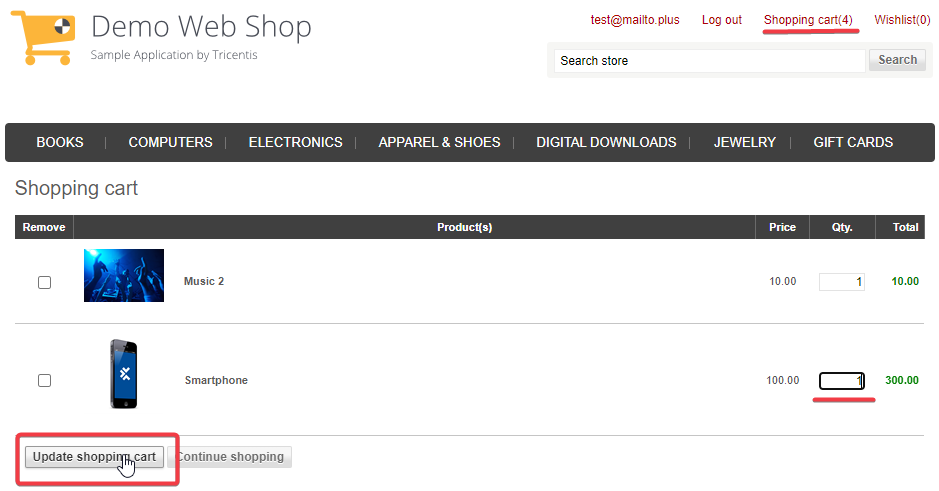 Demo Web Shop
Sample Application by Tricentis
test@mailto.plus Log out Shopping cart(4) Wishlist(0)
Search store Search
BOOKS COMPUTERS ELECTRONICS APPAREL & SHOES DIGITAL DOWNLOADS JEWELRY GIFT CARDS
Shopping cart
Remove Product(s) Price Qty. Total
Music 2 10.00 1 10.00
Smartphone 100.00 1 300.00
Update shopping cart Continue shopping